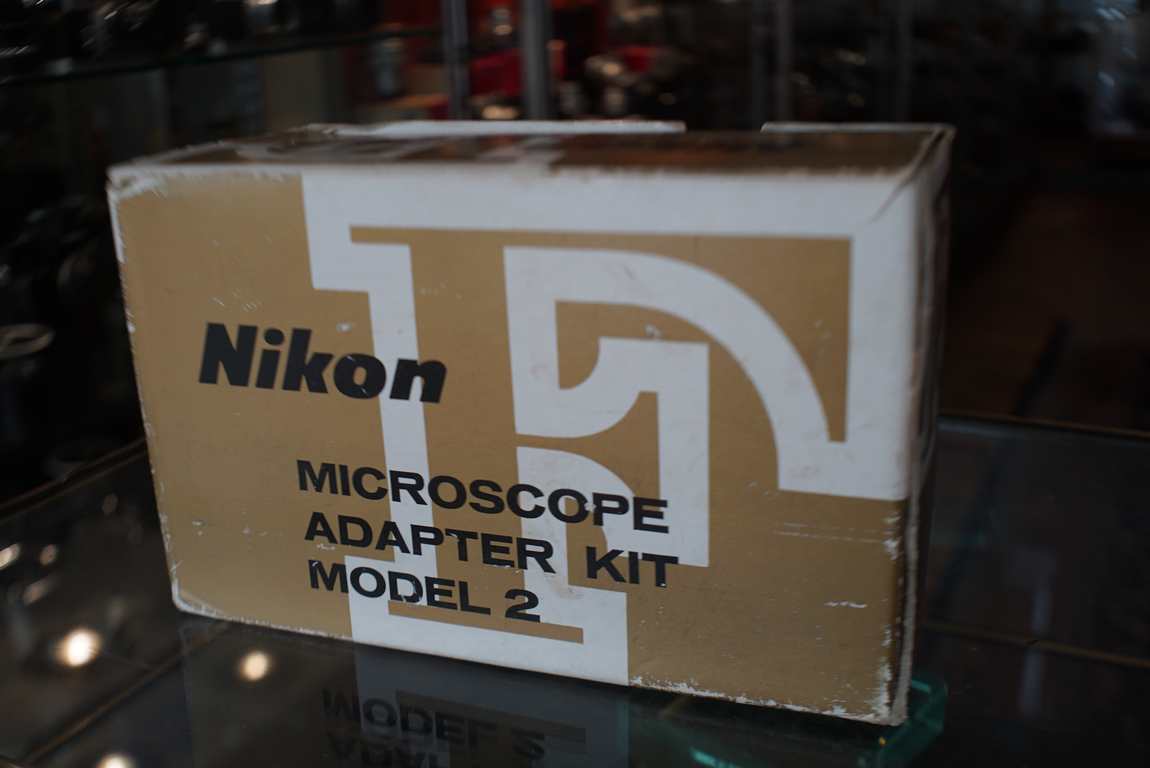 Nikon
F
MICROSCOPE
ADAPTER KIT
MODEL 2